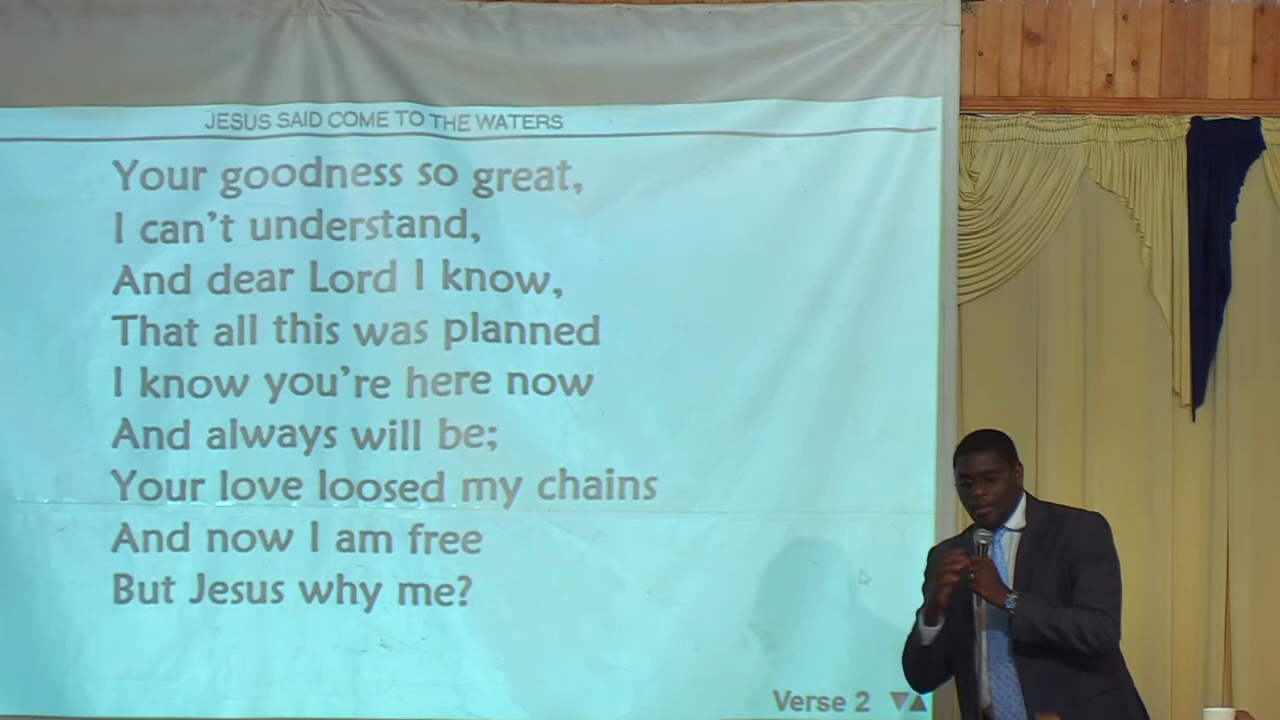 JESUS SAID COME TO THE WATERS
Your goodness so great,
I can't understand,
And dear Lord I know,
That all this was planned
I know you're here now
And always will be;
Your love loosed my chains
And now I am free
But Jesus why me?
Verse 2